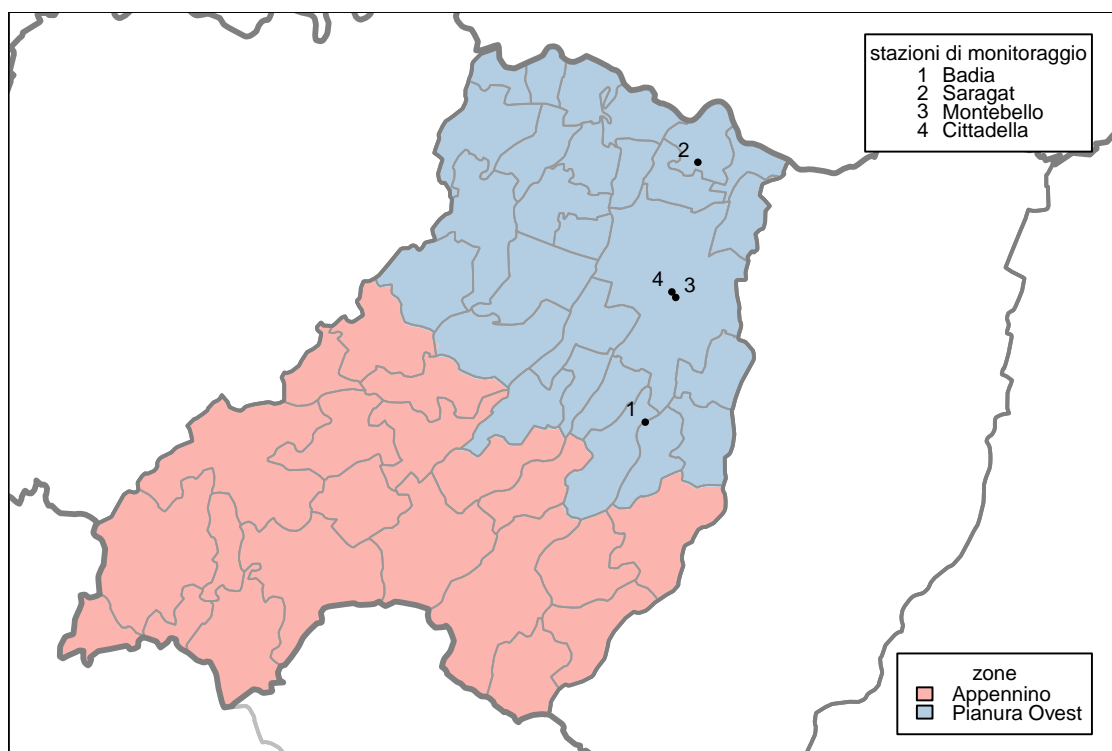 stazioni di monitoraggio
1 Badia
2 Saragat
3 Montebello
4 Cittadella
2
4 3
1
zone
Appennino
Pianura Ovest